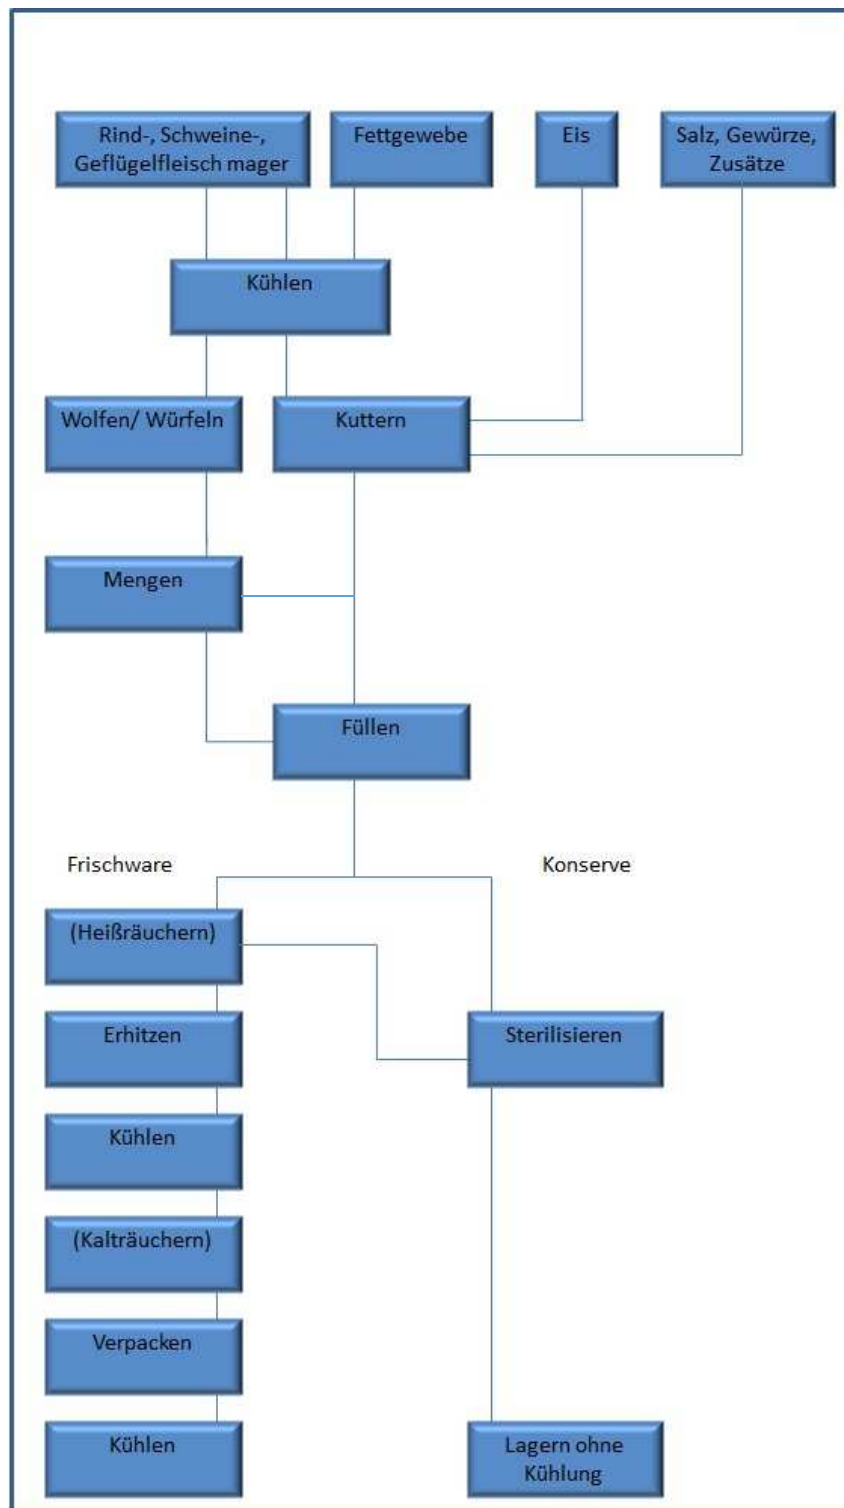 Rind-, Schweine-,
Geflügelfleisch mager
Fettgewebe
Eis
Salz, Gewürze,
Zusätze
Kühlen
Wolfen/ Würfeln
Kuttern
Mengen
Füllen
Frischware
Konserve
(Heißräuchern)
Erhitzen
Sterilisieren
Kühlen
(Kalträuchern)
Verpacken
Kühlen
Lagern ohne
Kühlung